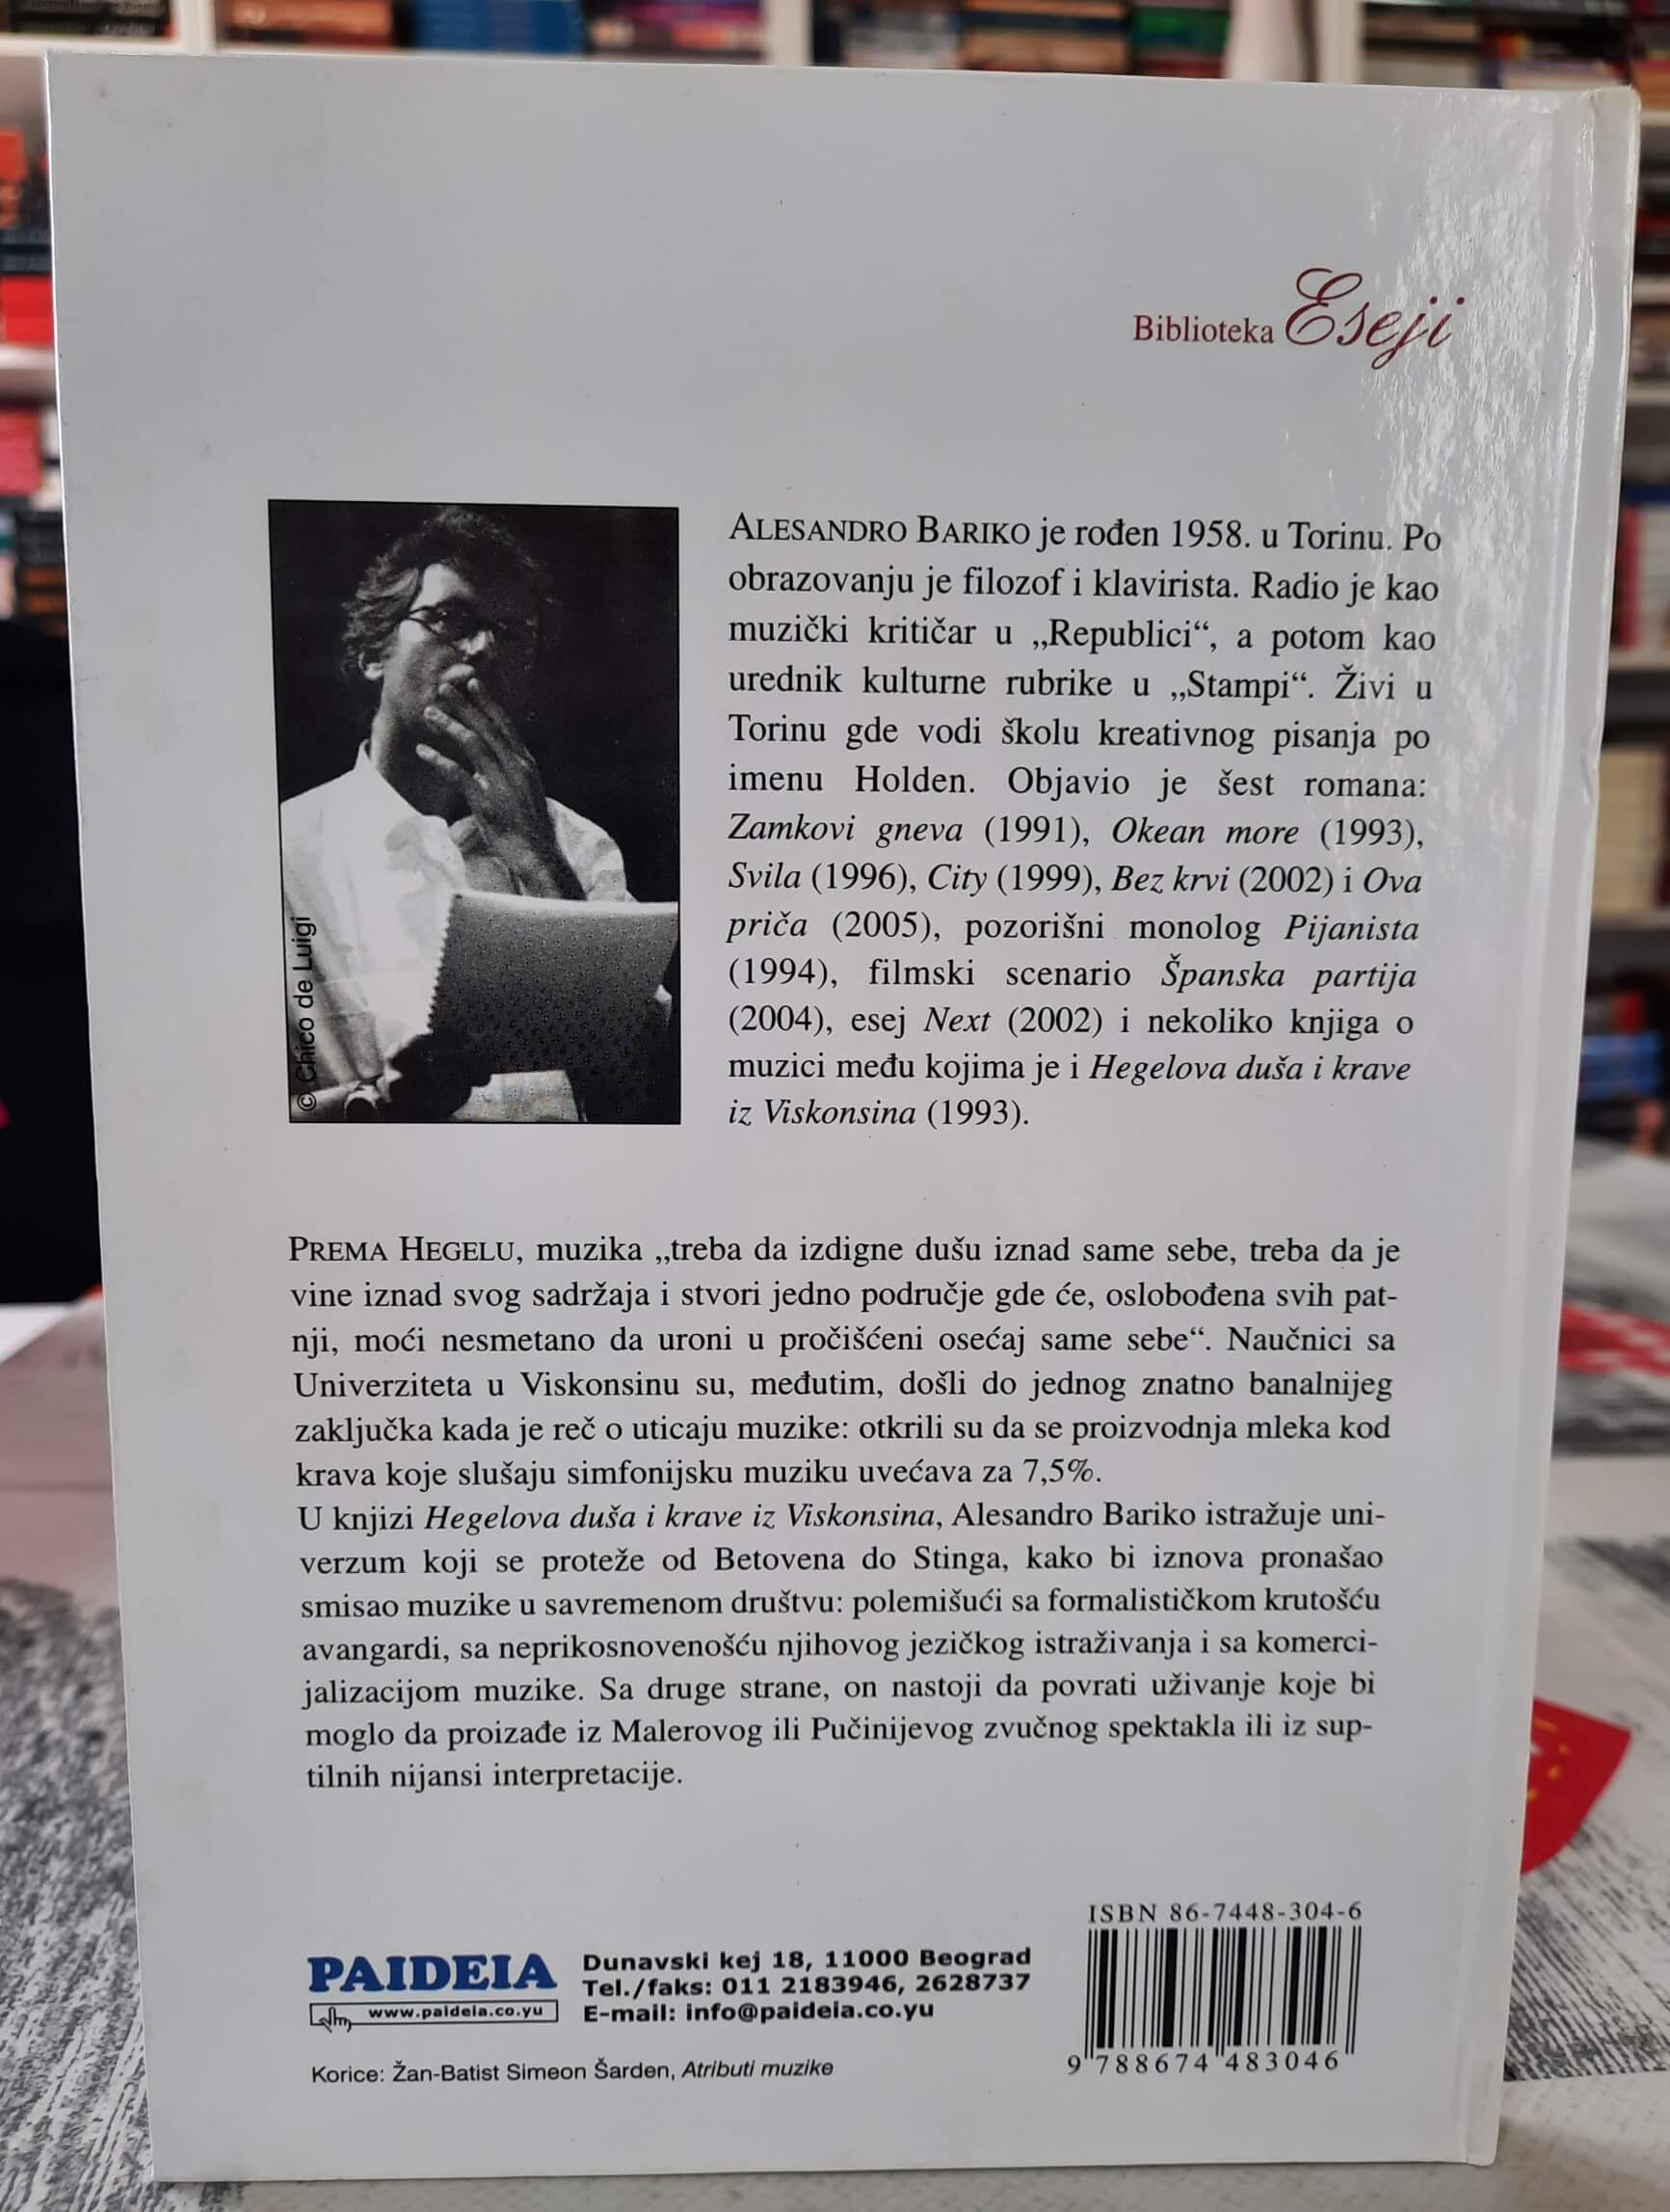 Biblioteka Eseji
ALESANDRO BARIKO je rođen 1958. u Torinu. Po
obrazovanju je filozof i klavirista. Radio je kao
muzički kritičar u „Republici“, a potom kao
urednik kulturne rubrike u „Stampi“. Živi u
Torinu gde vodi školu kreativnog pisanja po
imenu Holden. Objavio je šest romana:
Zamkovi gneva (1991), Okean more (1993),
Svila (1996), City (1999), Bez krvi (2002) i Ova
priča (2005), pozorišni monolog Pijanista
(1994), filmski scenario Španska partija
(2004), esej Next (2002) i nekoliko knjiga o
muzici među kojima je i Hegelova duša i krave
iz Viskonsina (1993).
© Chico de Luigi
PREMA HEGELU, muzika „treba da izdigne dušu iznad same sebe, treba da je
vine iznad svog sadržaja i stvori jedno područje gde će, oslobođena svih pat-
nji, moći nesmetano da uroni u pročišćeni osećaj same sebe“. Naučnici sa
Univerziteta u Viskonsinu su, međutim, došli do jednog znatno banalnijeg
zaključka kada je reč o uticaju muzike: otkrili su da se proizvodnja mleka kod
krava koje slušaju simfonijsku muziku uvećava za 7,5%.
U knjizi Hegelova duša i krave iz Viskonsina, Alesandro Bariko istražuje uni-
verzum koji se proteže od Betovena do Stinga, kako bi iznova pronašao
smisao muzike u savremenom društvu: polemišući sa formalističkom krutošću
avangardi, sa neprikosnovenošću njihovog jezičkog istraživanja i sa komerci-
jalizacijom muzike. Sa druge strane, on nastoji da povrati uživanje koje bi
moglo da proizađe iz Malerovog ili Pučinijevog zvučnog spektakla ili iz sup-
tilnih nijansi interpretacije.
PAIDEIA
www.paideia.co.yu
Dunavski kej 18, 11000 Beograd
Tel./faks: 011 2183946, 2628737
E-mail: info@paideia.co.yu
Korice: Žan-Batist Simeon Šarden, Atributi muzike
ISBN 86-7448-304-6
9 788674 483046